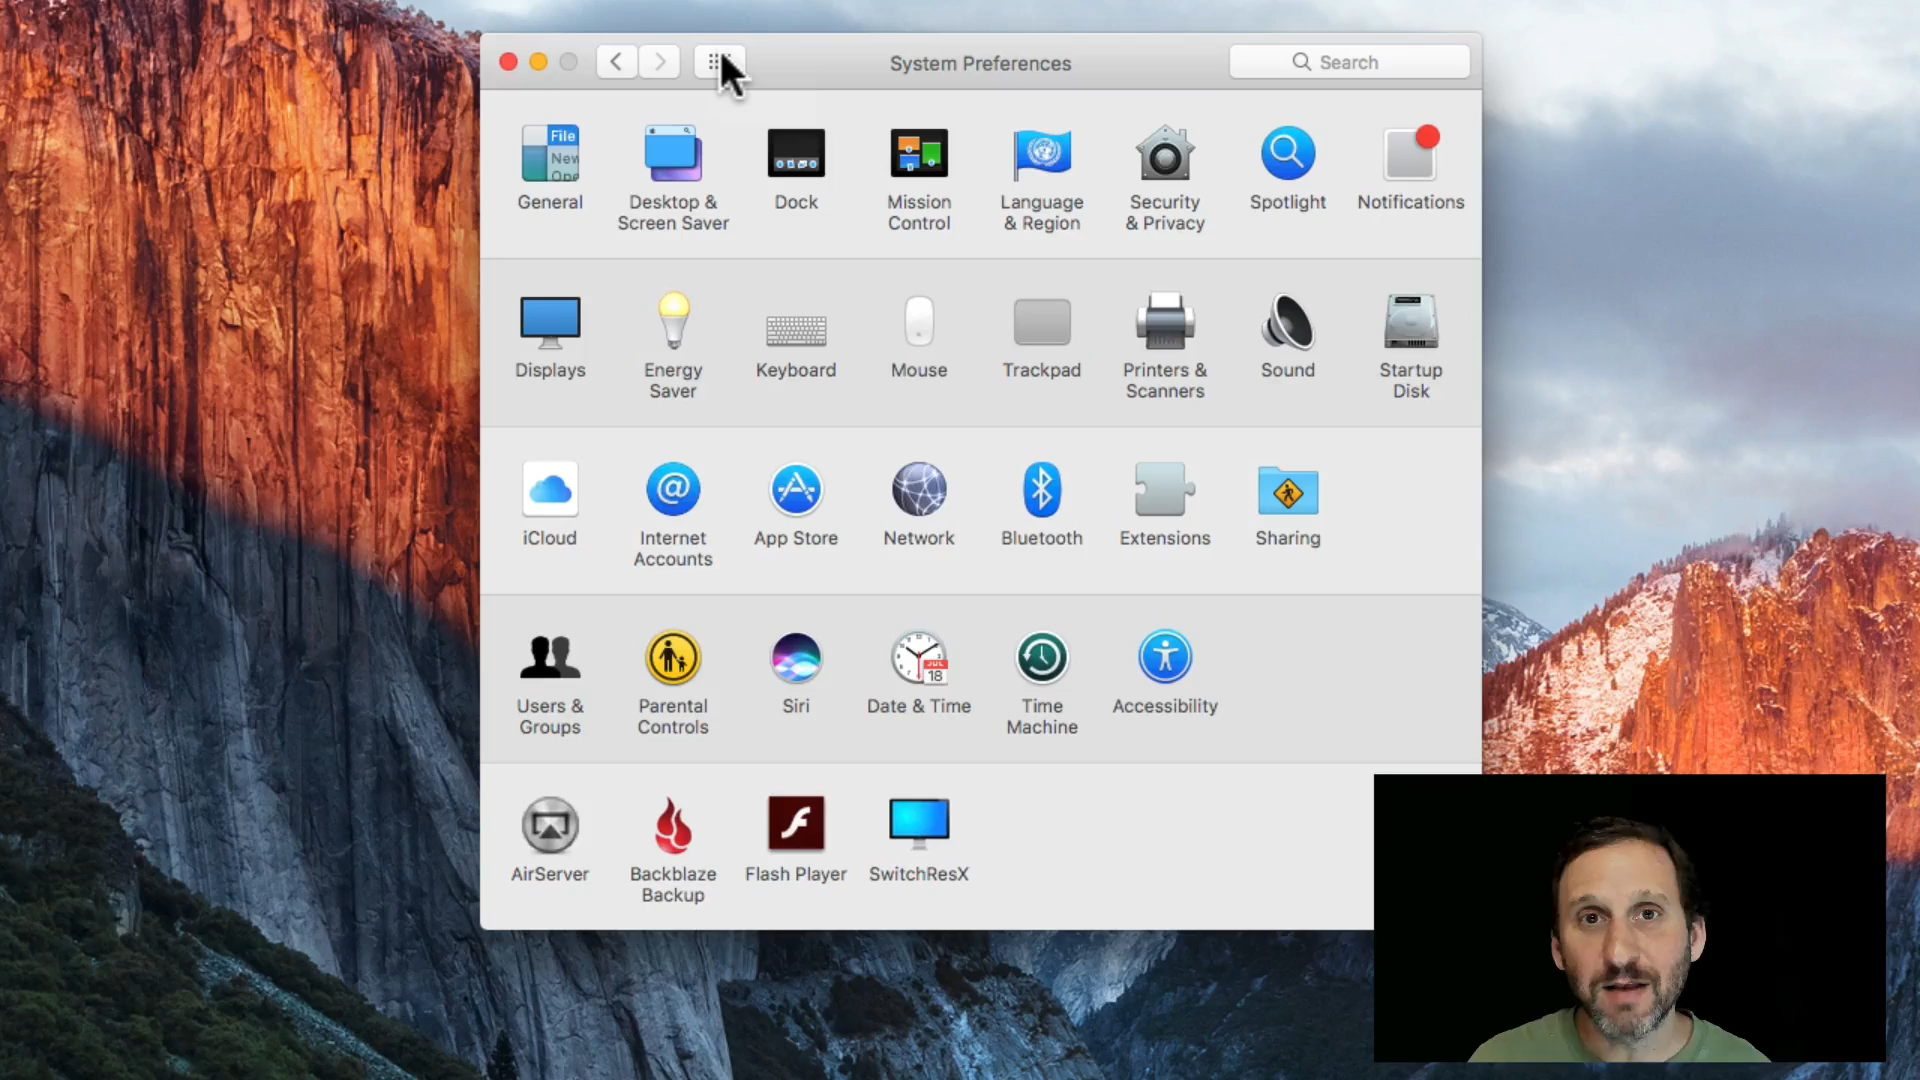 System Preferences
Search
File
New
Ope
General
Desktop &
Screen Saver
Dock
Mission
Control
Language
& Region
Security
& Privacy
Spotlight
Notifications
Displays
Energy
Saver
Keyboard
Mouse
Trackpad
Printers &
Scanners
Sound
Startup
Disk
iCloud
@
Internet
Accounts
App Store
Network
Bluetooth
Extensions
Sharing
Users &
Groups
Parental
Controls
Siri
JUL
18
Date & Time
Time
Machine
Accessibility
AirServer
Backblaze
Backup
Flash Player
SwitchResX